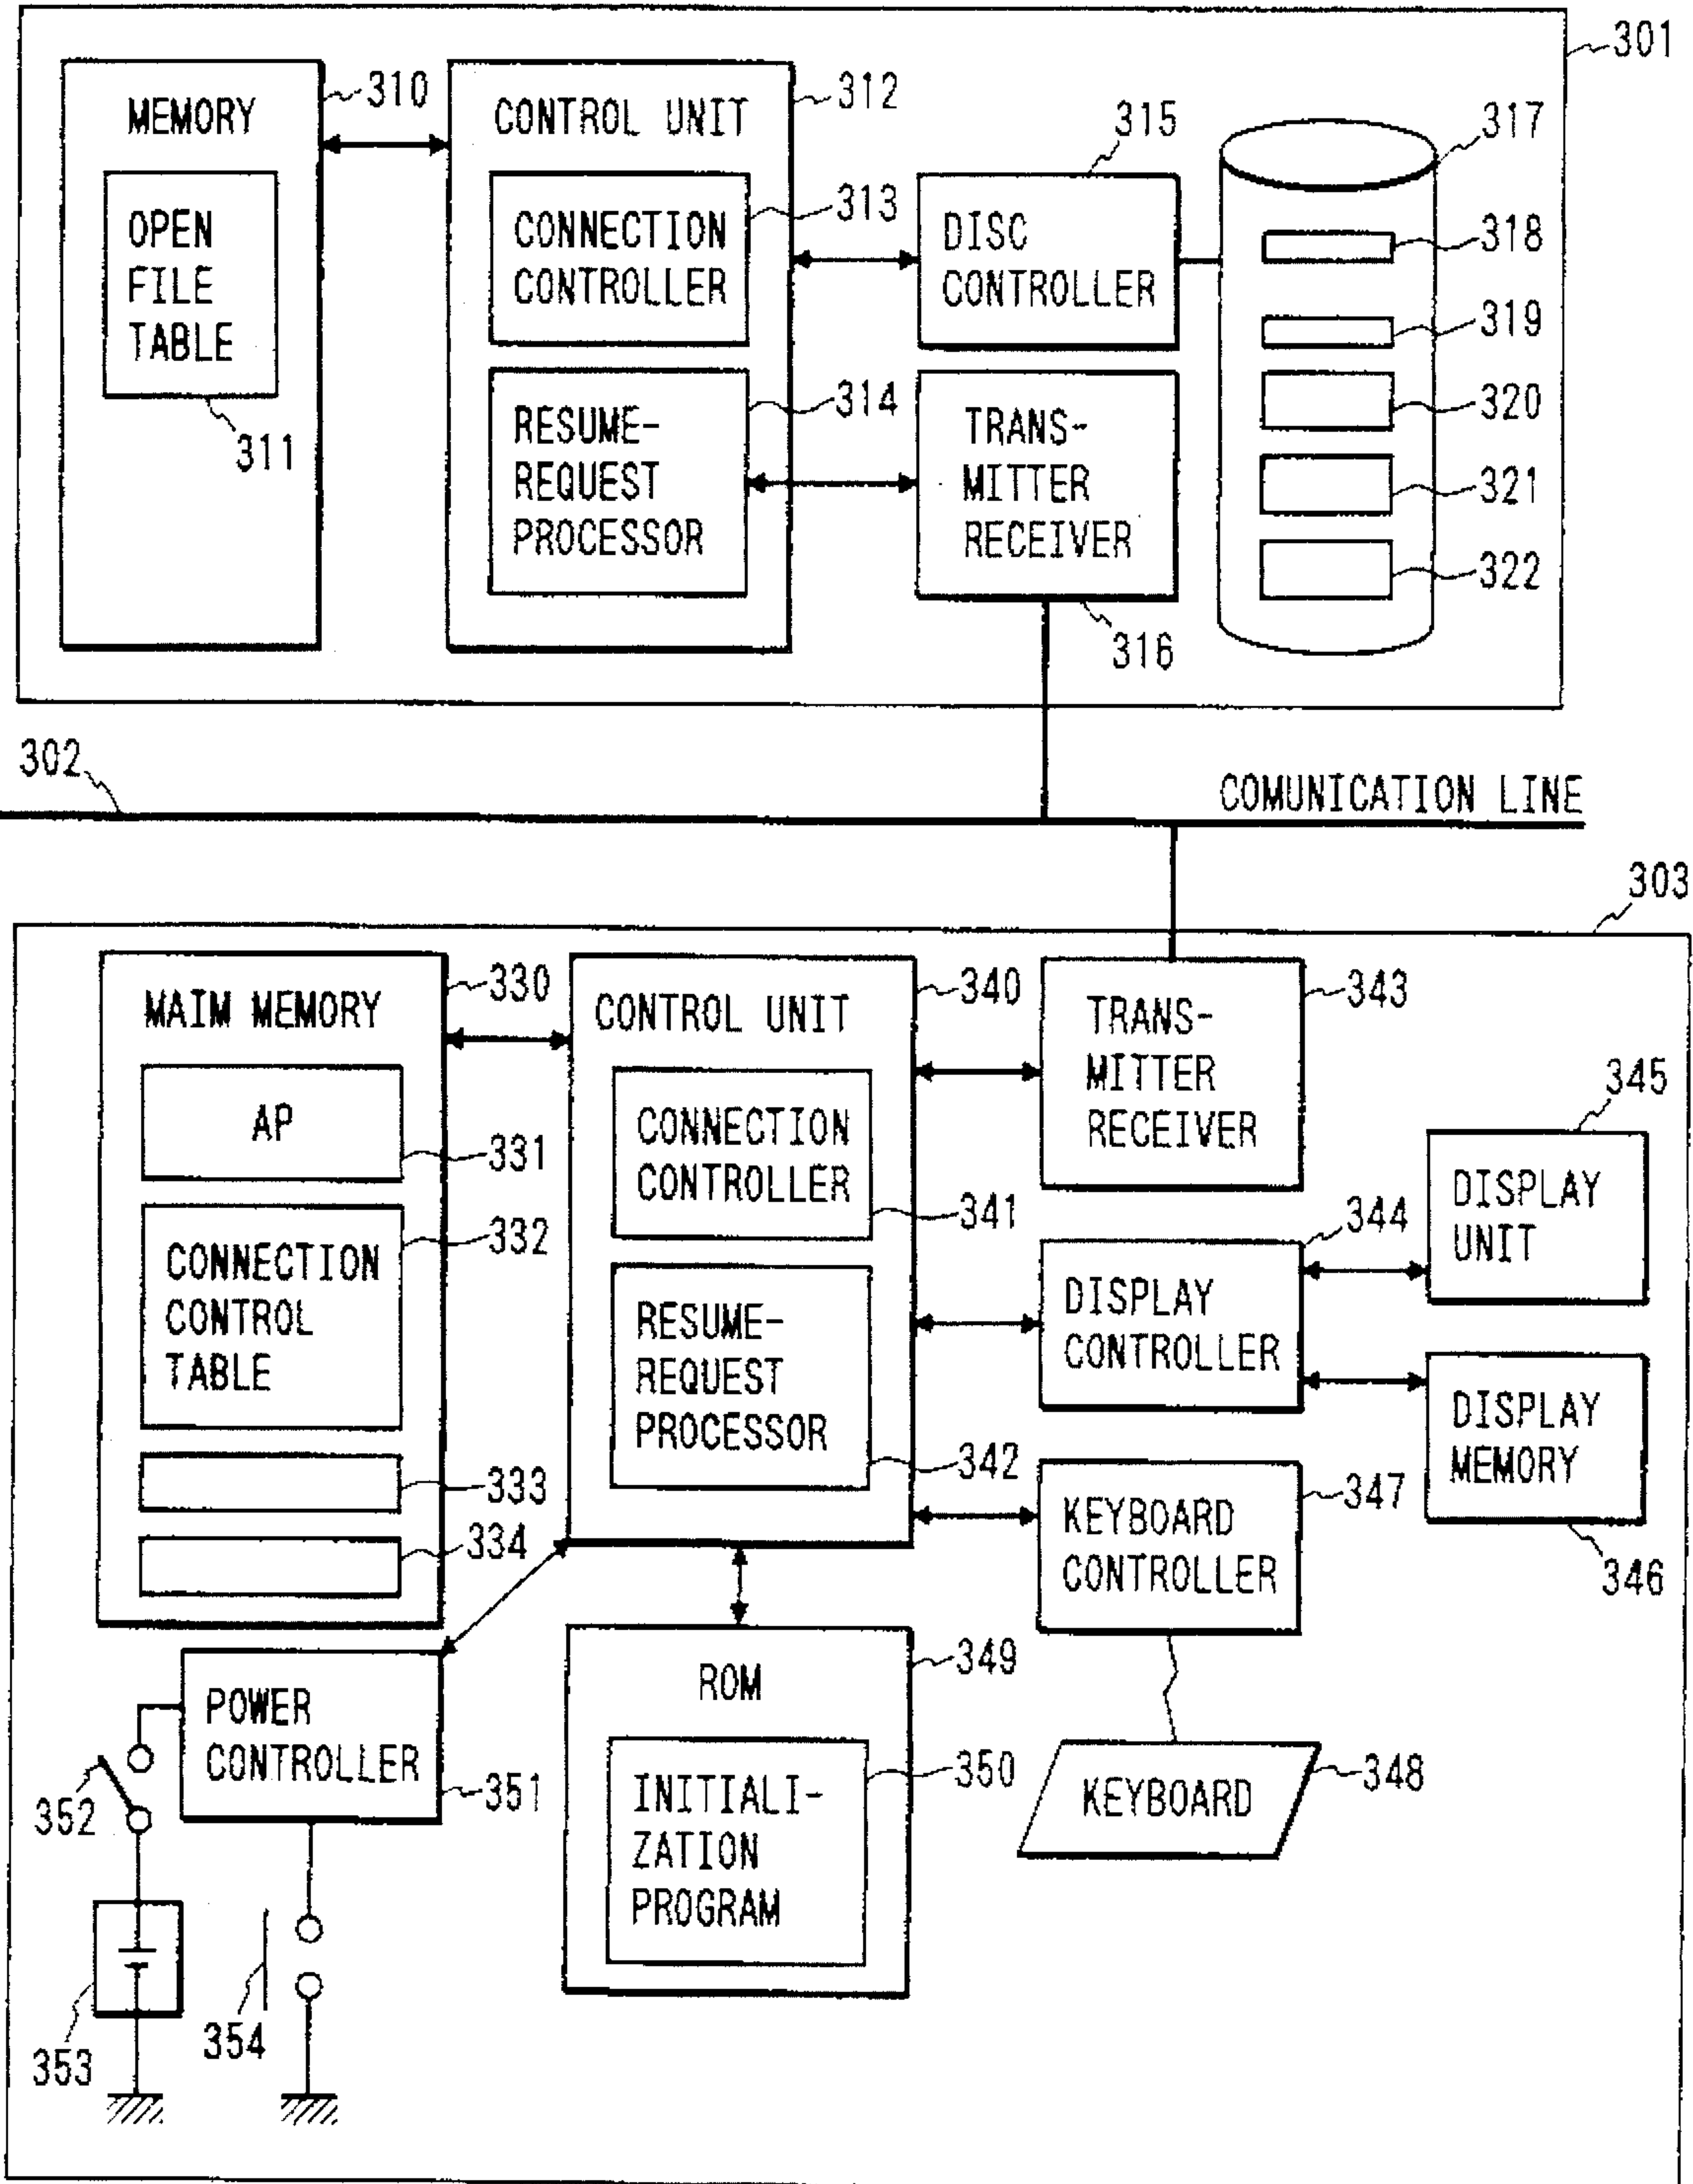 301
310
MEMORY
OPEN
FILE
TABLE
311
312
CONTROL UNIT
313
CONNECTION
CONTROLLER
314
RESUME-
REQUEST
PROCESSOR
315
DISC
CONTROLLER
TRANS-
MITTER
RECEIVER
316
317
318
319
320
321
322
302
COMUNICATION LINE
303
330
MAIM MEMORY
AP
331
332
CONNECTION
CONTROL
TABLE
333
334
340
CONTROL UNIT
CONNECTION
CONTROLLER
341
RESUME-
REQUEST
PROCESSOR
342
343
TRANS-
MITTER
RECEIVER
344
DISPLAY
CONTROLLER
345
DISPLAY
UNIT
DISPLAY
MEMORY
346
347
KEYBOARD
CONTROLLER
348
KEYBOARD
349
ROM
350
INITIALI-
ZATION
PROGRAM
POWER
CONTROLLER
351
352
353
354